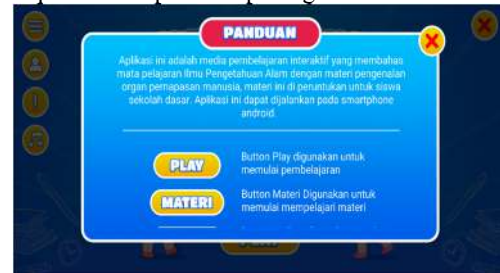 PANDUAN
Aplikasi ini adalah media pembelajaran interaktif yang membahas
mata pelajaran Ilmu Pengetahuan Alam dengan materi pengenalan
organ pernapasan manusia, materi ini di peruntukan untuk siswa
sekolah dasar. Aplikasi ini dapat dijalankan pada smartphone
android.
PLAY
Button Play digunakan untuk
memulai pembelajaran
MATERI
Button Materi Digunakan untuk
memulai mempelajari materi